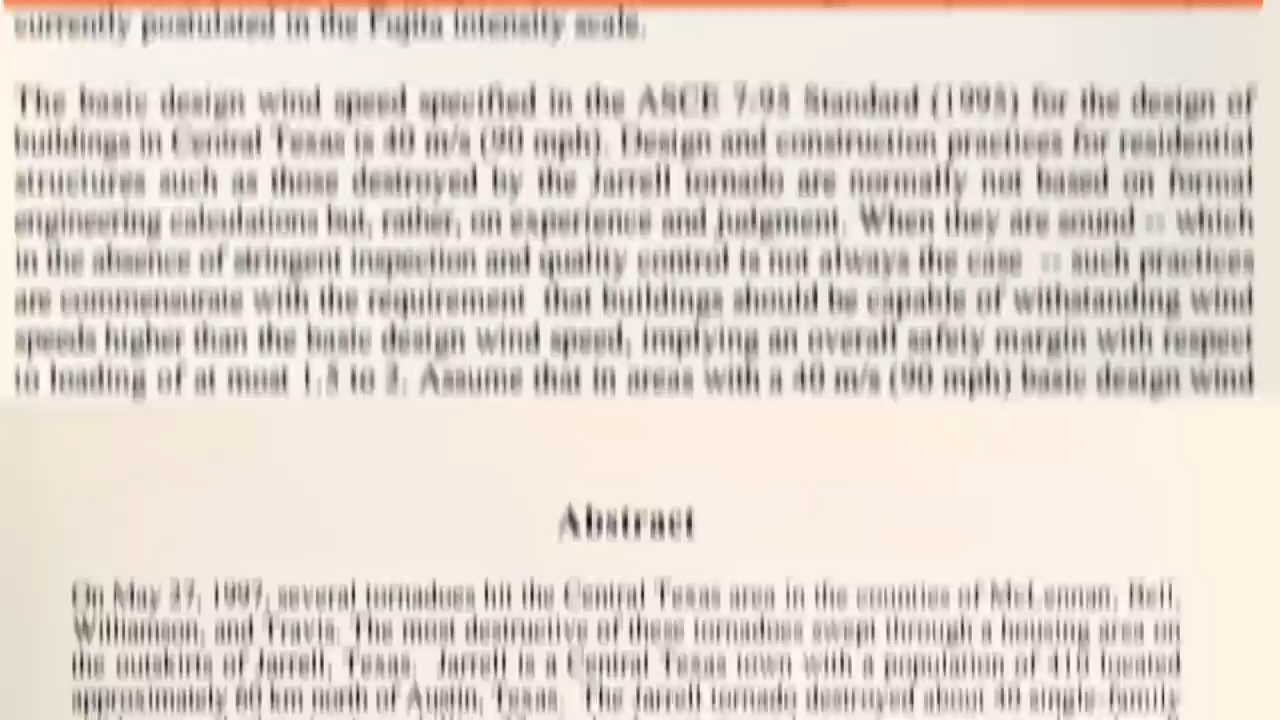 currently postulated in the Fujita intensity scale.
The basic design wind speed specified in the ASCE 7-95 Standard (1995) for the design of
buildings in Central Texas is 40 m/s (90 mph). Design and construction practices for residential
structures such as those destroyed by the Jarrell tornado are normally not based on formal
engineering calculations but, rather, on experience and judgment. When they are sound -- which
in the absence of stringent inspection and quality control is not always the case -- such practices
are commensurate with the requirement that buildings should be capable of withstanding wind
speeds higher than the basic design wind speed, implying an overall safety margin with respect
to loading of at most 1.5 to 2. Assume that in areas with a 40 m/s (90 mph) basic design wind
Abstract
On May 27, 1997, several tornadoes hit the Central Texas area in the counties of McLennan, Bell,
Williamson, and Travis. The most destructive of these tornadoes swept through a housing area on
the outskirts of Jarrell, Texas. Jarrell is a Central Texas town with a population of located
approximately 60 km north of Austin, Texas. The Jarrell tornado destroyed about 40 single-family